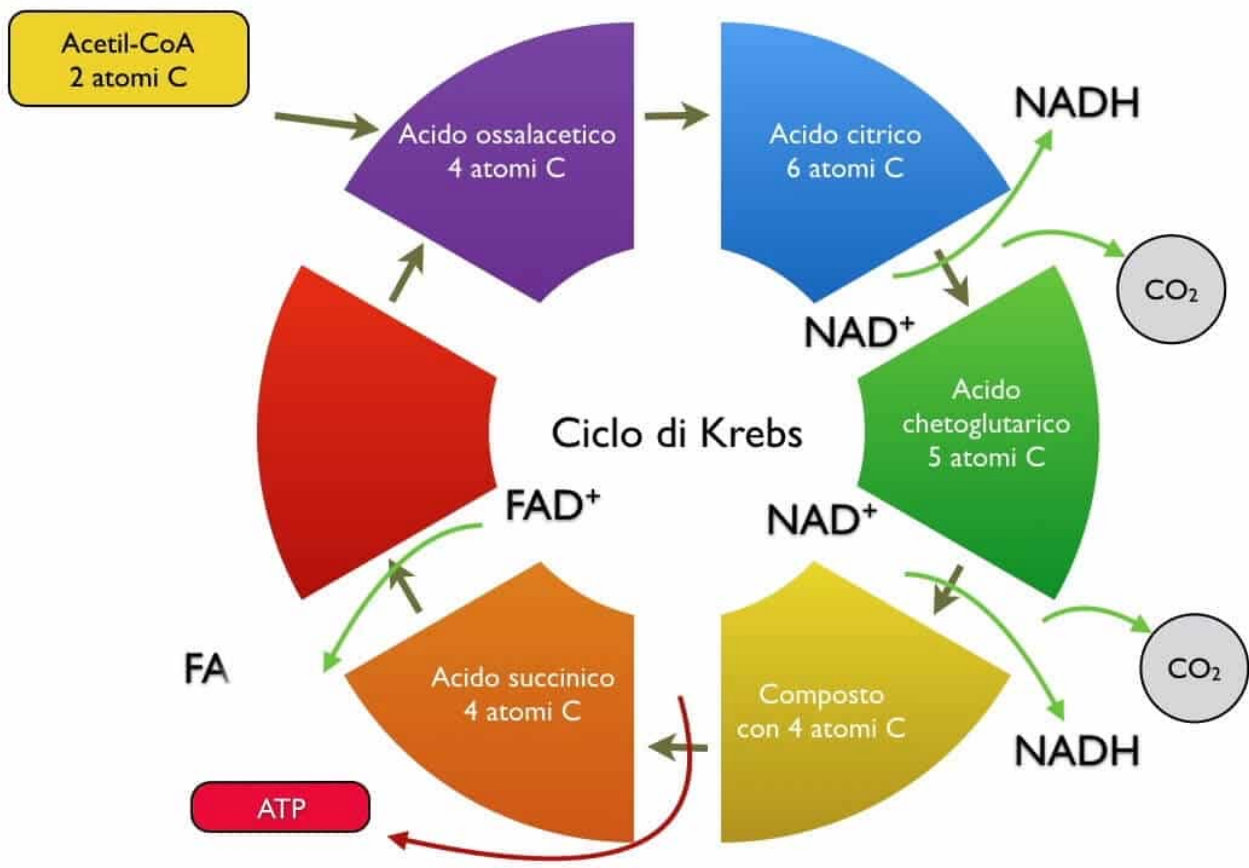 Acetil-CoA
2 atomi C
Acido ossalacetico
4 atomi C
Acido citrico
6 atomi C
NADH
CO₂
NAD⁺
Acido
chetoglutarico
5 atomi C
Ciclo di Krebs
FAD⁺
NAD⁺
FA
Acido succinico
4 atomi C
Composto
con 4 atomi C
CO₂
NADH
ATP